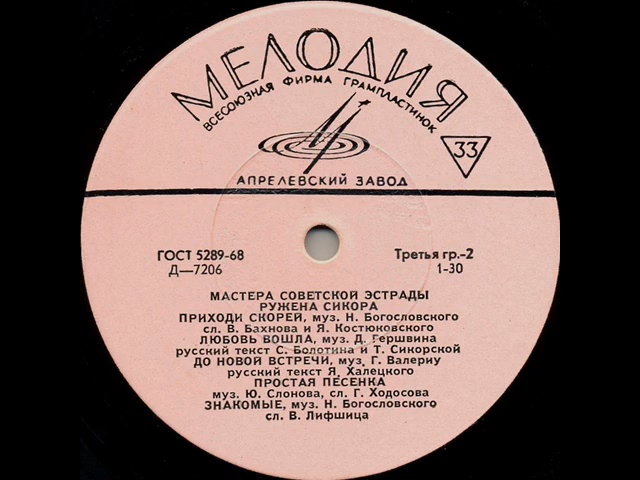 МЕЛОДИЯ
ВСЕСОЮЗНАЯ ФИРМА ГРАМПЛАСТИНОК
33
АПРЕЛЕВСКИЙ ЗАВОД
ГОСТ 5289-68
Третья гр.-2
Д—7206
1-30
МАСТЕРА СОВЕТСКОЙ ЭСТРАДЫ
РУЖЕНА СИКОРА
ПРИХОДИ СКОРЕЙ, муз. Н. Богословского
сл. В. Бахнова и Я. Костюковского
ЛЮБОВЬ ВОШЛА, муз. Д. Гершвина
русский текст С. Болотина и Т. Сикорской
ДО НОВОЙ ВСТРЕЧИ, муз. Г. Валериу
русский текст Я. Халецкого
ПРОСТАЯ ПЕСЕНКА
муз. Ю. Слонова, сл. Г. Ходосова
ЗНАКОМЫЕ, муз. Н. Богословского
сл. В. Лифшица